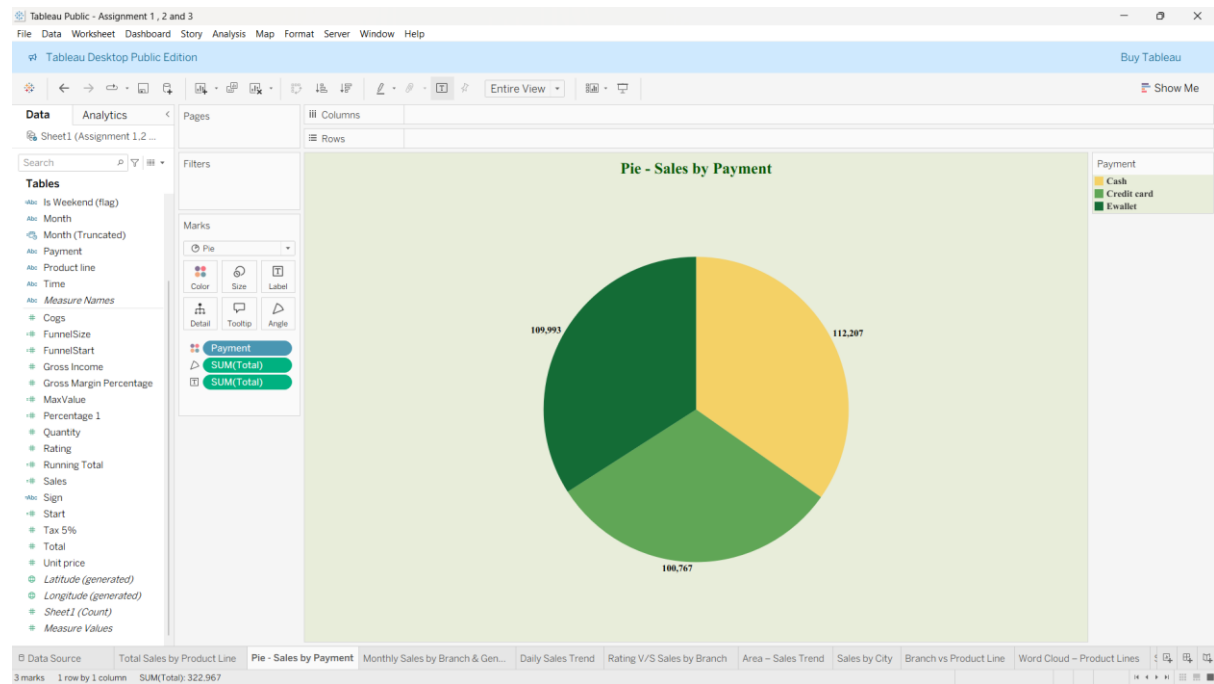 Tableau Public - Assignment 1 , 2 and 3
File Data Worksheet Dashboard Story Analysis Map Format Server Window Help
Tableau Desktop Public Edition
Buy Tableau
Entire View
Show Me
Data Analytics
Sheet1 (Assignment 1,2 ...
Search
Tables
Abc Is Weekend (flag)
Abc Month
Month (Truncated)
Abc Payment
Abc Product line
Abc Time
Abc Measure Names
# Cogs
# FunnelSize
# FunnelStart
# Gross Income
# Gross Margin Percentage
# MaxValue
# Percentage 1
# Quantity
# Rating
# Running Total
# Sales
Abc Sign
# Start
# Tax 5%
# Total
# Unit price
Latitude (generated)
Longitude (generated)
# Sheet1 (Count)
# Measure Values
Pages
Filters
Marks
Pie
Color Size Label
Detail Tooltip Angle
Payment
SUM(Total)
SUM(Total)
Columns
Rows
Pie - Sales by Payment
109,993
112,207
100,767
Payment
Cash
Credit card
Ewallet
Data Source Total Sales by Product Line Pie - Sales by Payment Monthly Sales by Branch & Gen... Daily Sales Trend Rating V/S Sales by Branch Area – Sales Trend Sales by City Branch vs Product Line Word Cloud – Product Lines
3 marks 1 row by 1 column SUM(Total): 322,967